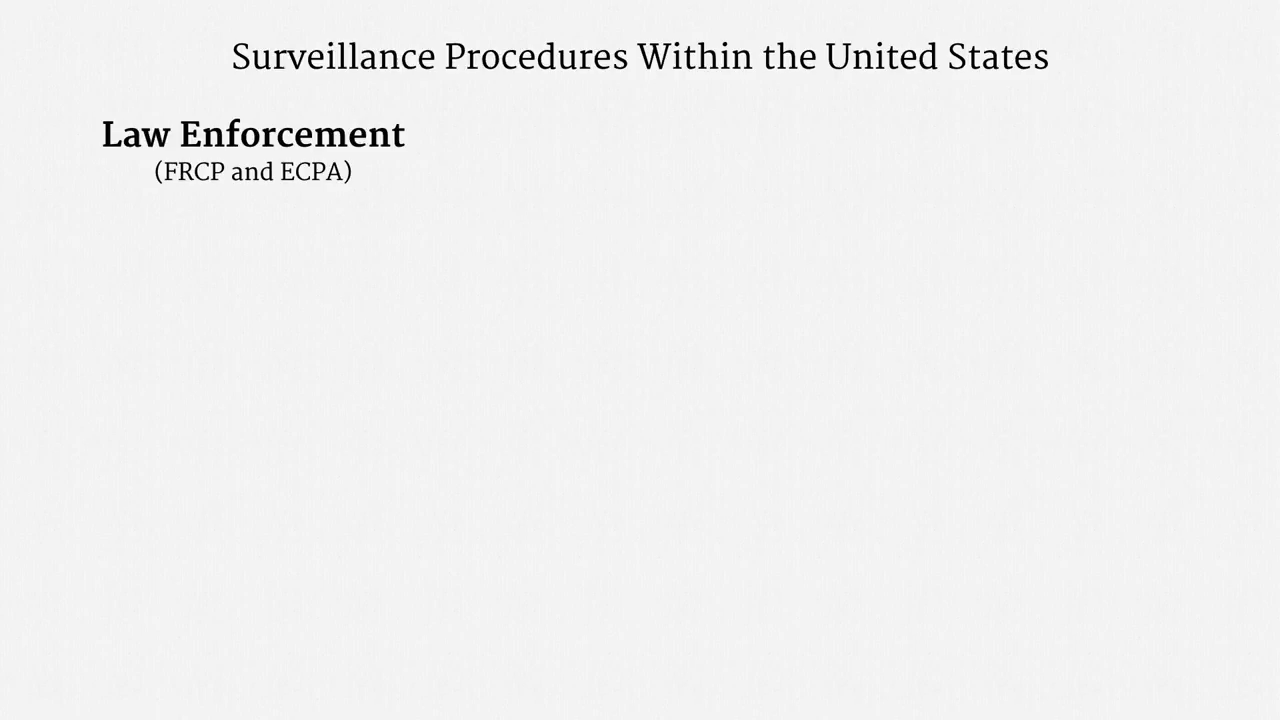 Surveillance Procedures Within the United States
Law Enforcement
(FRCP and ECPA)